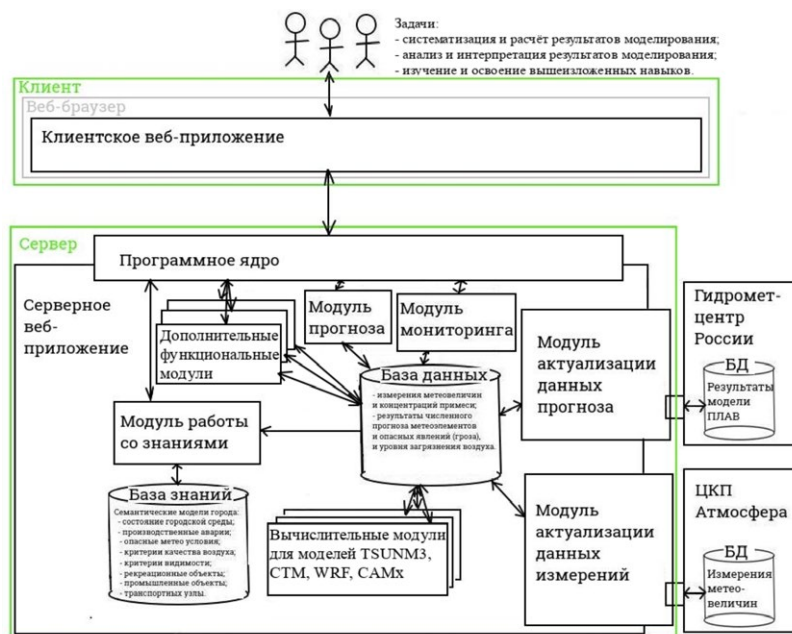 Задачи:
- систематизация и расчёт результатов моделирования;
- анализ и интерпретация результатов моделирования;
- изучение и освоение вышеизложенных навыков.
Клиент
Веб-браузер
Клиентское веб-приложение
Сервер
Программное ядро
Серверное
веб-
приложение
Дополнительные
функциональные
модули
Модуль
прогноза
Модуль
мониторинга
Модуль
актуализации
данных
прогноза
Гидромет-
центр
России
БД
Результаты
модели
ПЛАВ
База данных
- измерения метеовеличин
и концентраций примеси;
- результаты численного
прогноза метеоэлементов
и опасных явлений (гроза),
и уровня загрязнения воздуха.
Модуль работы
со знаниями
База знаний
Семантические модели города:
- состояние городской среды;
- производственные аварии;
- опасные метео условия;
- критерии качества воздуха;
- критерии видимости;
- рекреационные объекты;
- промышленные объекты;
- транспортных узлы.
Вычислительные модули
для моделей TSUNM3,
CTM, WRF, CAMx
Модуль
актуализации
данных
измерений
ЦКП
Атмосфера
БД
Измерения
метео-
величин